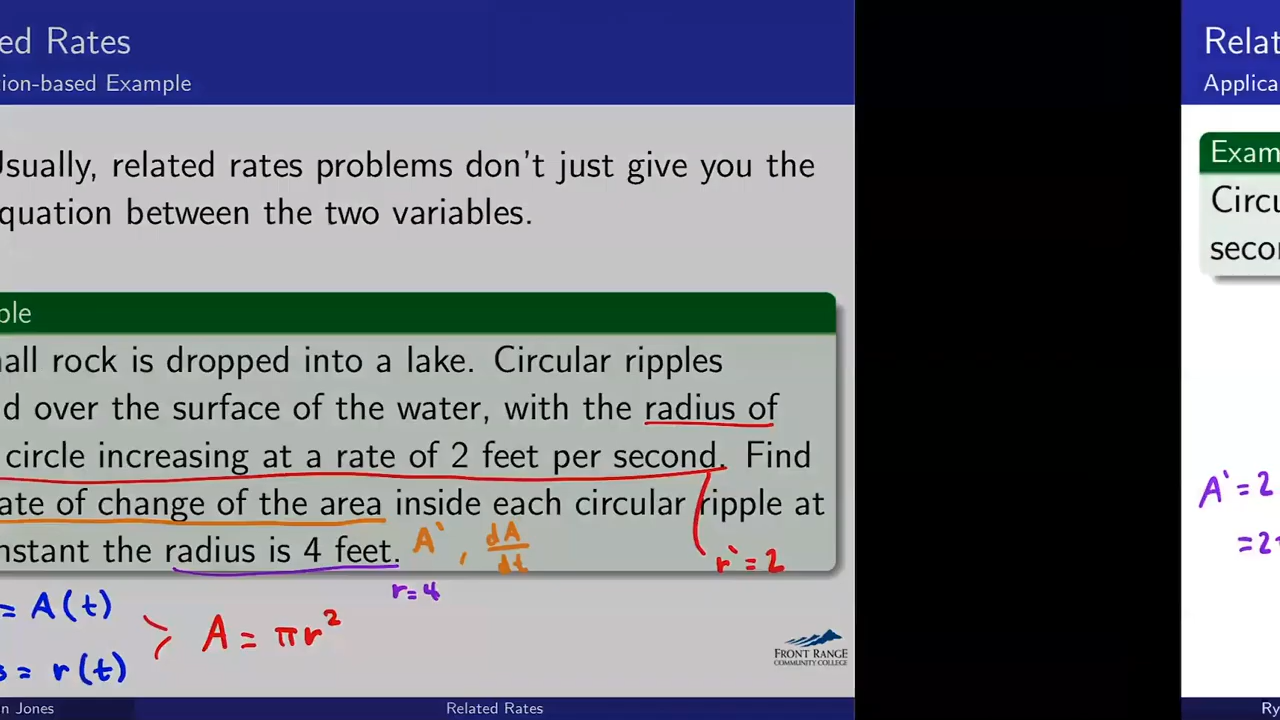 ed Rates
ion-based Example
Usually, related rates problems don't just give you the
quation between the two variables.
ple
all rock is dropped into a lake. Circular ripples
d over the surface of the water, with the radius of
circle increasing at a rate of 2 feet per second. Find
ate of change of the area inside each circular ripple at
nstant the radius is 4 feet.
A`, dA/dt
r` = 2
r=4
= A(t)
s = r(t)
> A = πr²
FRONT RANGE
COMMUNITY COLLEGE
n Jones
Related Rates
Relat
Applica
Exam
Circu
secon
A` = 2
= 2
Ry